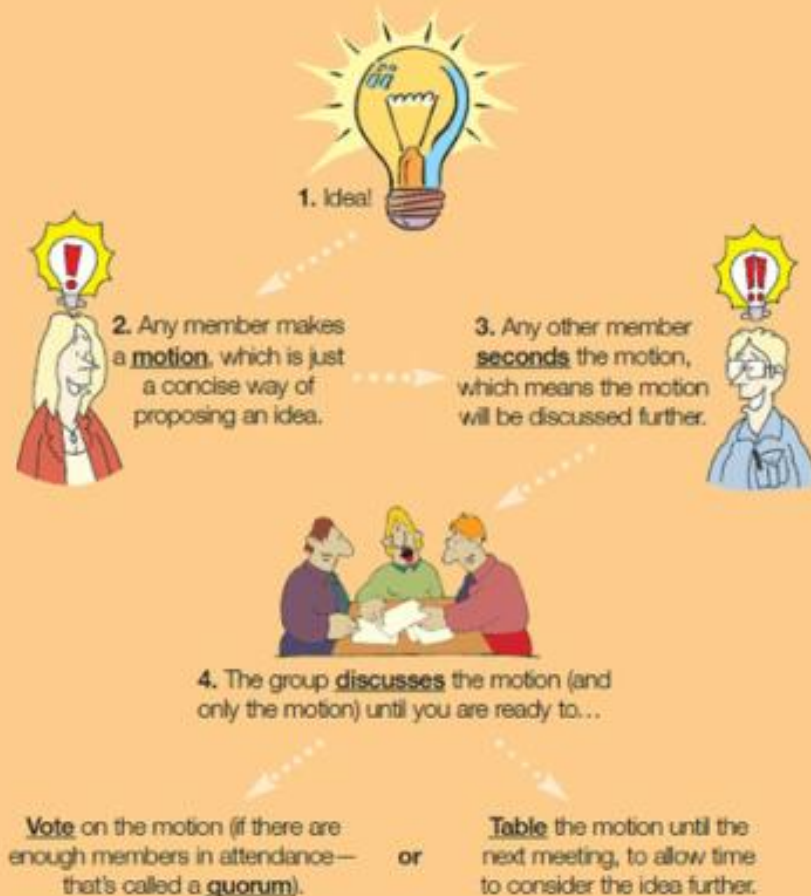 1. Idea!
2. Any member makes
a motion, which is just
a concise way of
proposing an idea.
3. Any other member
seconds the motion,
which means the motion
will be discussed further.
4. The group discusses the motion (and
only the motion) until you are ready to…
Vote on the motion (if there are
enough members in attendance—
that's called a quorum).
or
Table the motion until the
next meeting, to allow time
to consider the idea further.